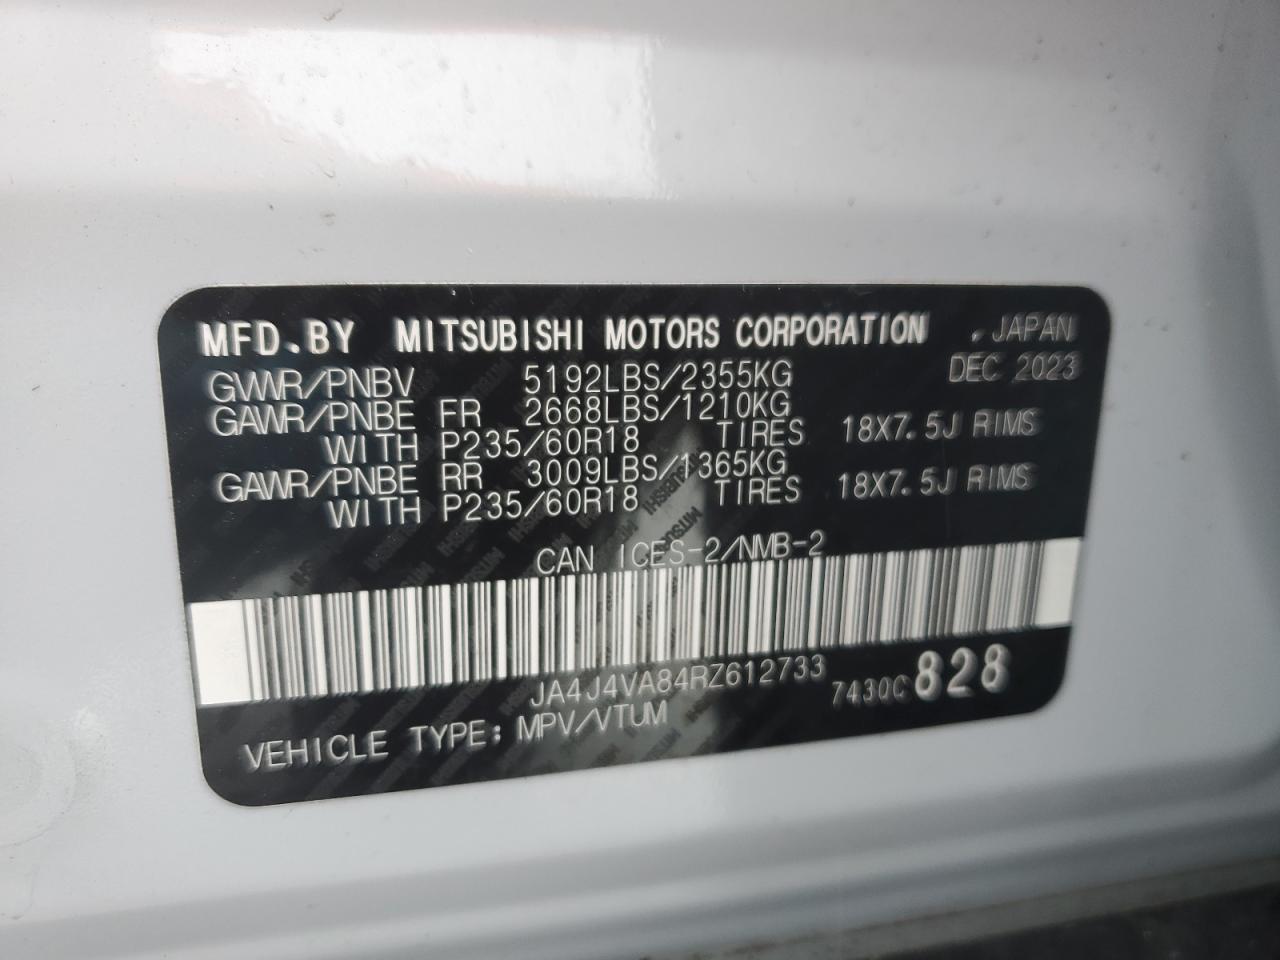 MFD.BY MITSUBISHI MOTORS CORPORATION , JAPAN
GVWR/PNBV 5192LBS/2355KG DEC 2023
GAWR/PNBE FR 2668LBS/1210KG
WITH P235/60R18 TIRES 18X7.5J RIMS
GAWR/PNBE RR 3009LBS/1365KG
WITH P235/60R18 TIRES 18X7.5J RIMS
CAN ICES-2/NMB-2
JA4J4VA84RZ612733
7430C 828
VEHICLE TYPE: MPV/VTUM